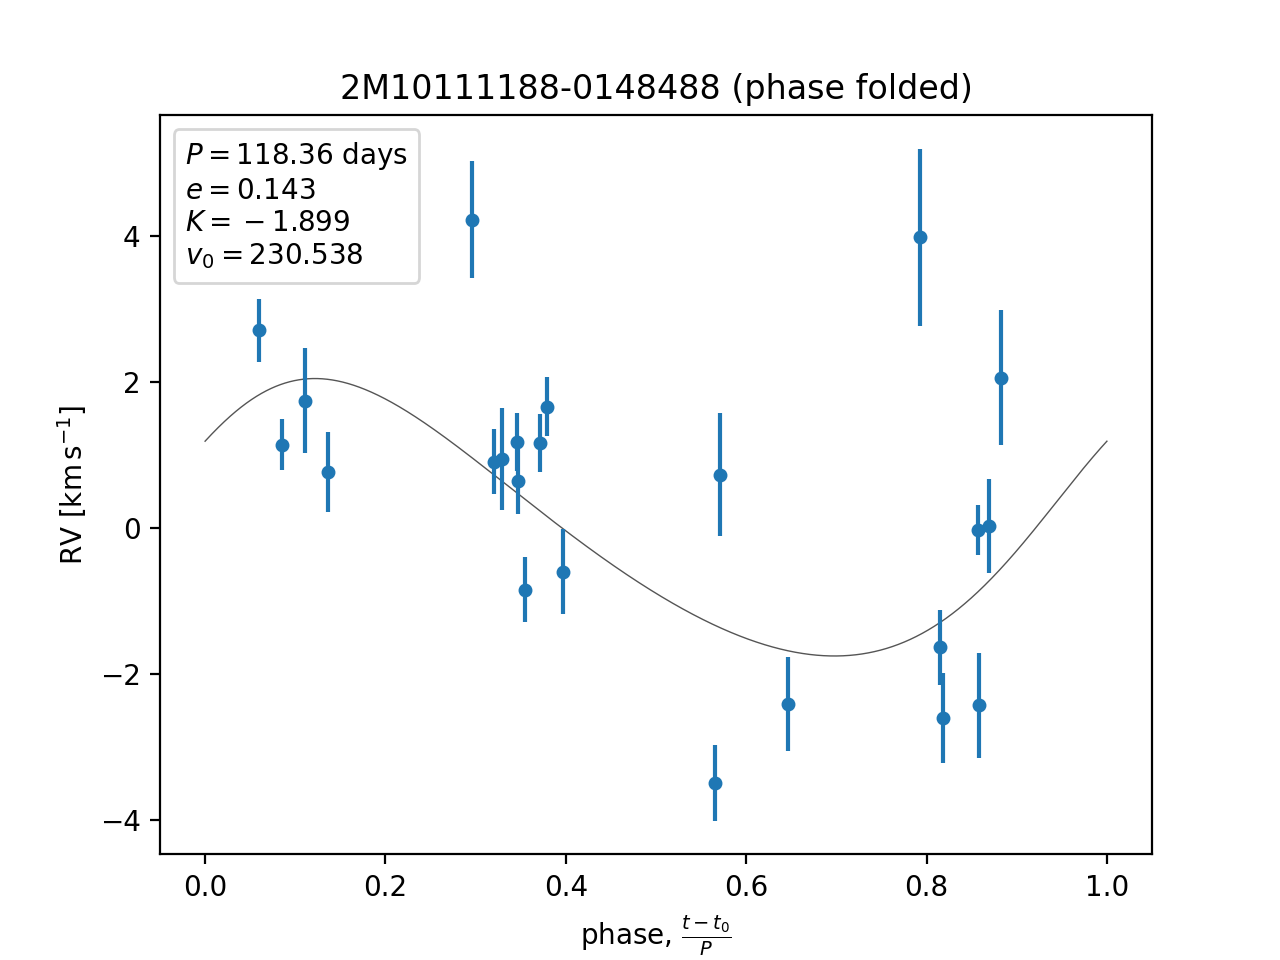 2M10111188-0148488 (phase folded)
P = 118.36 days
e = 0.143
K = −1.899
v₀ = 230.538
4
2
0
−2
−4
RV [km s⁻¹]
0.0 0.2 0.4 0.6 0.8 1.0
phase, (t − t₀)/P